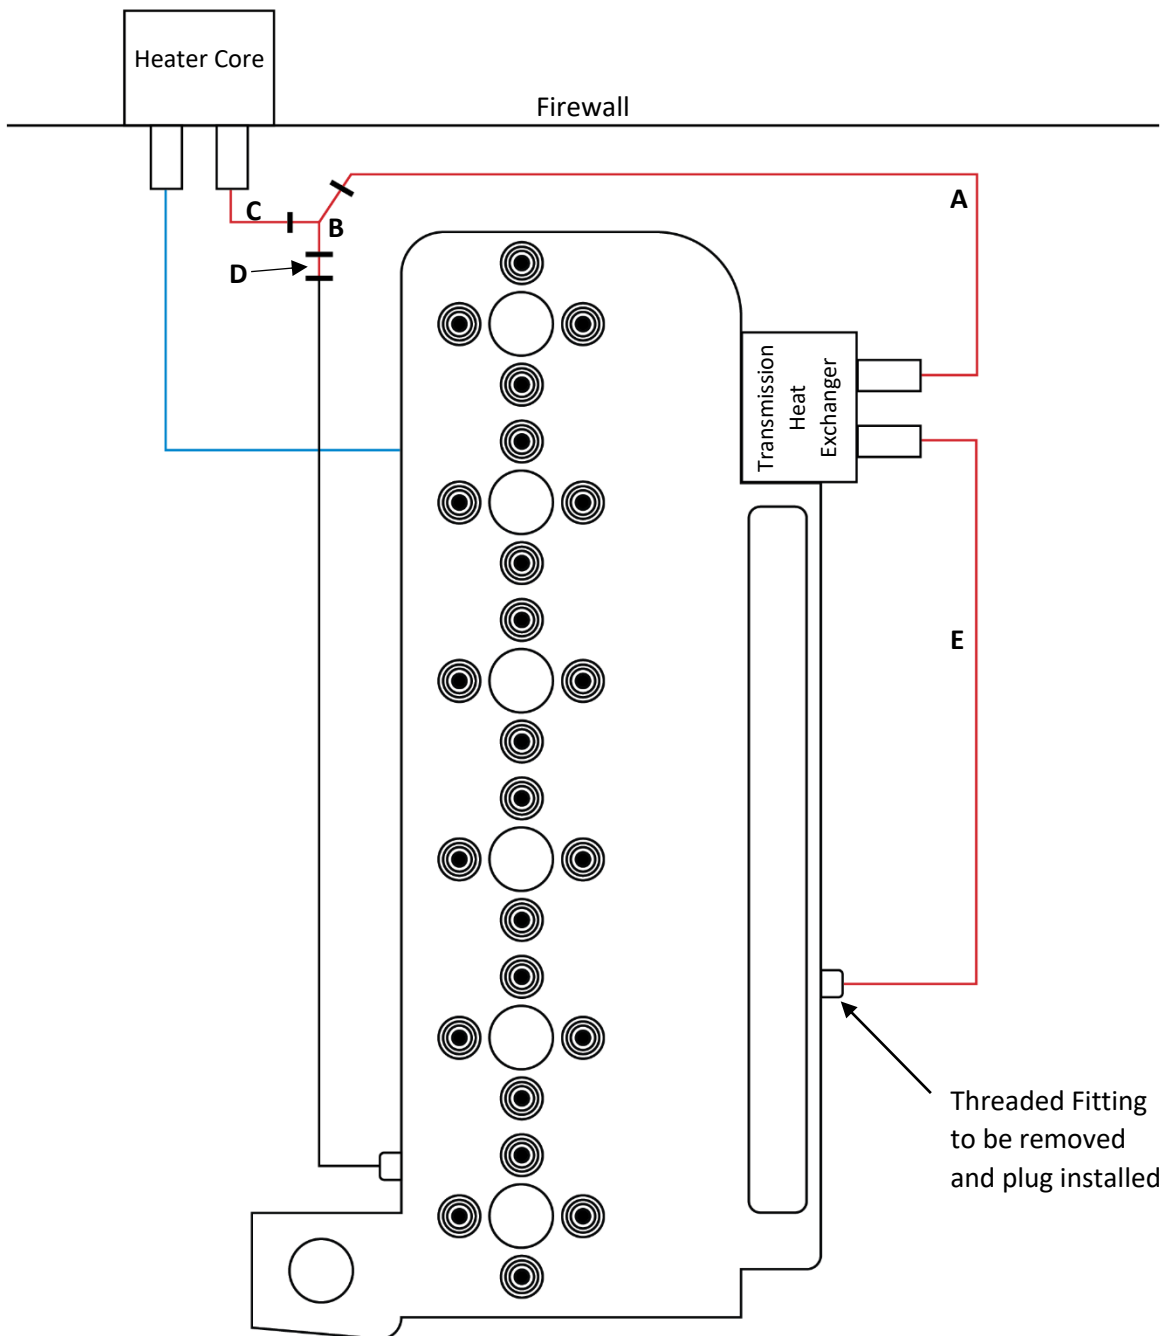 Heater Core
Firewall
A
C
B
D
Transmission
Heat
Exchanger
E
Threaded Fitting
to be removed
and plug installed